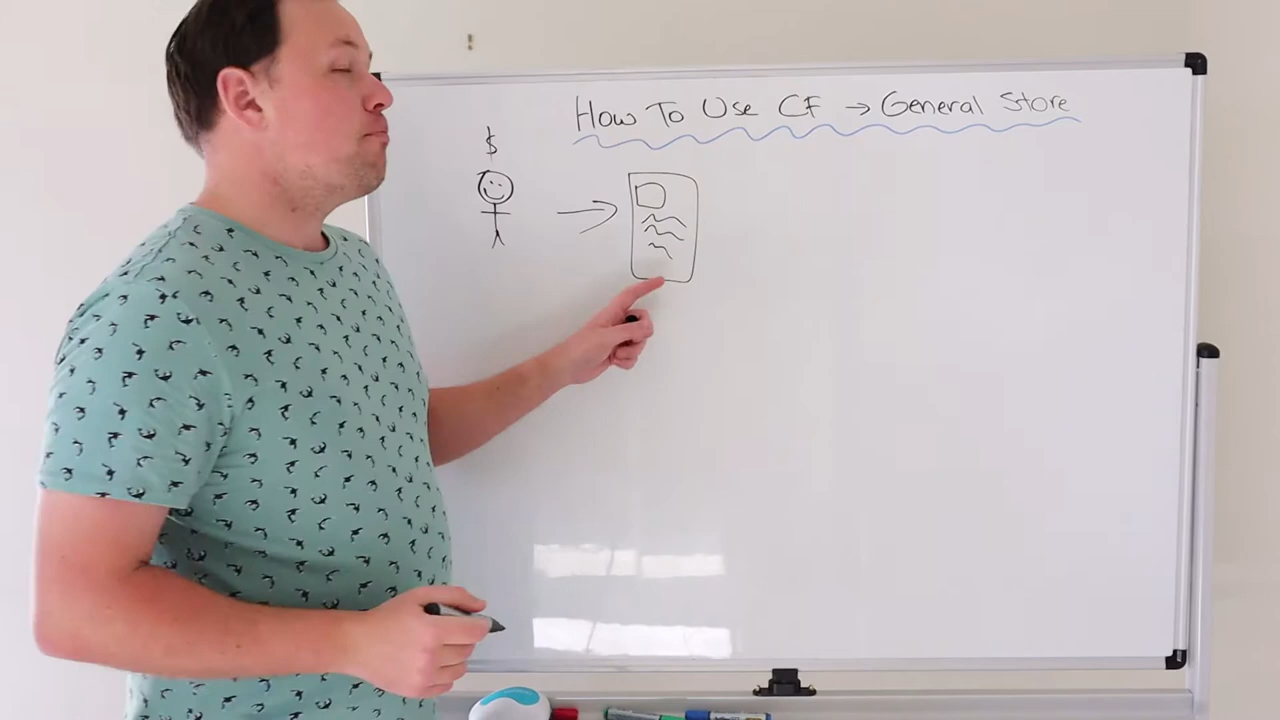 How To Use CF → General Store
$